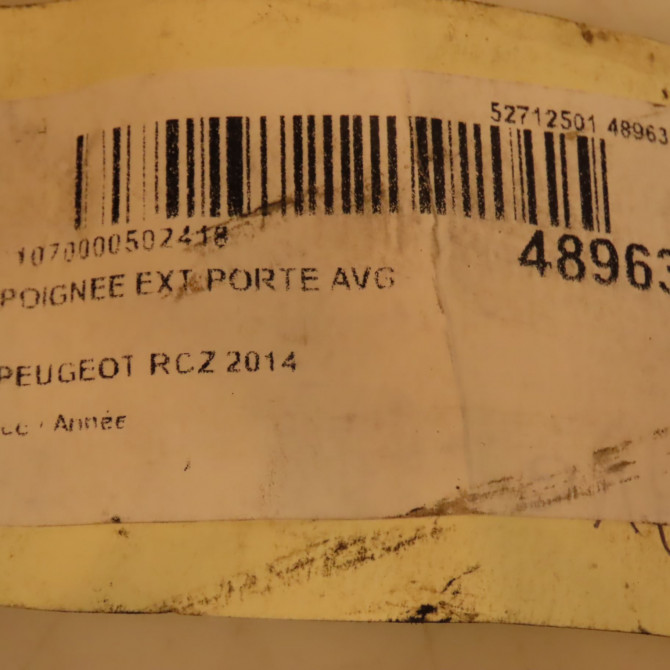 52712501 48963
1070000502418
48963
POIGNEE EXT PORTE AVG
PEUGEOT RCZ 2014
Année